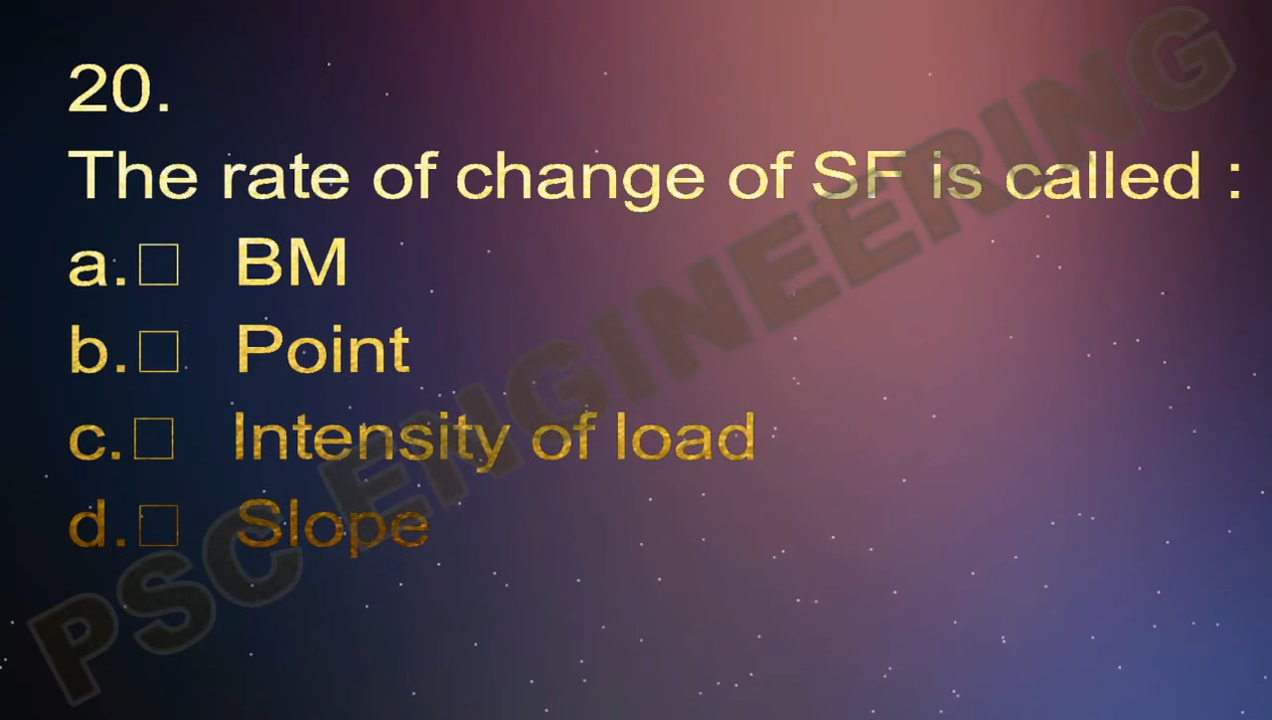 20.
The rate of change of SF is called :
a.□ BM
b.□ Point
c.□ Intensity of load
d.□ Slope
PSC ENGINEERING